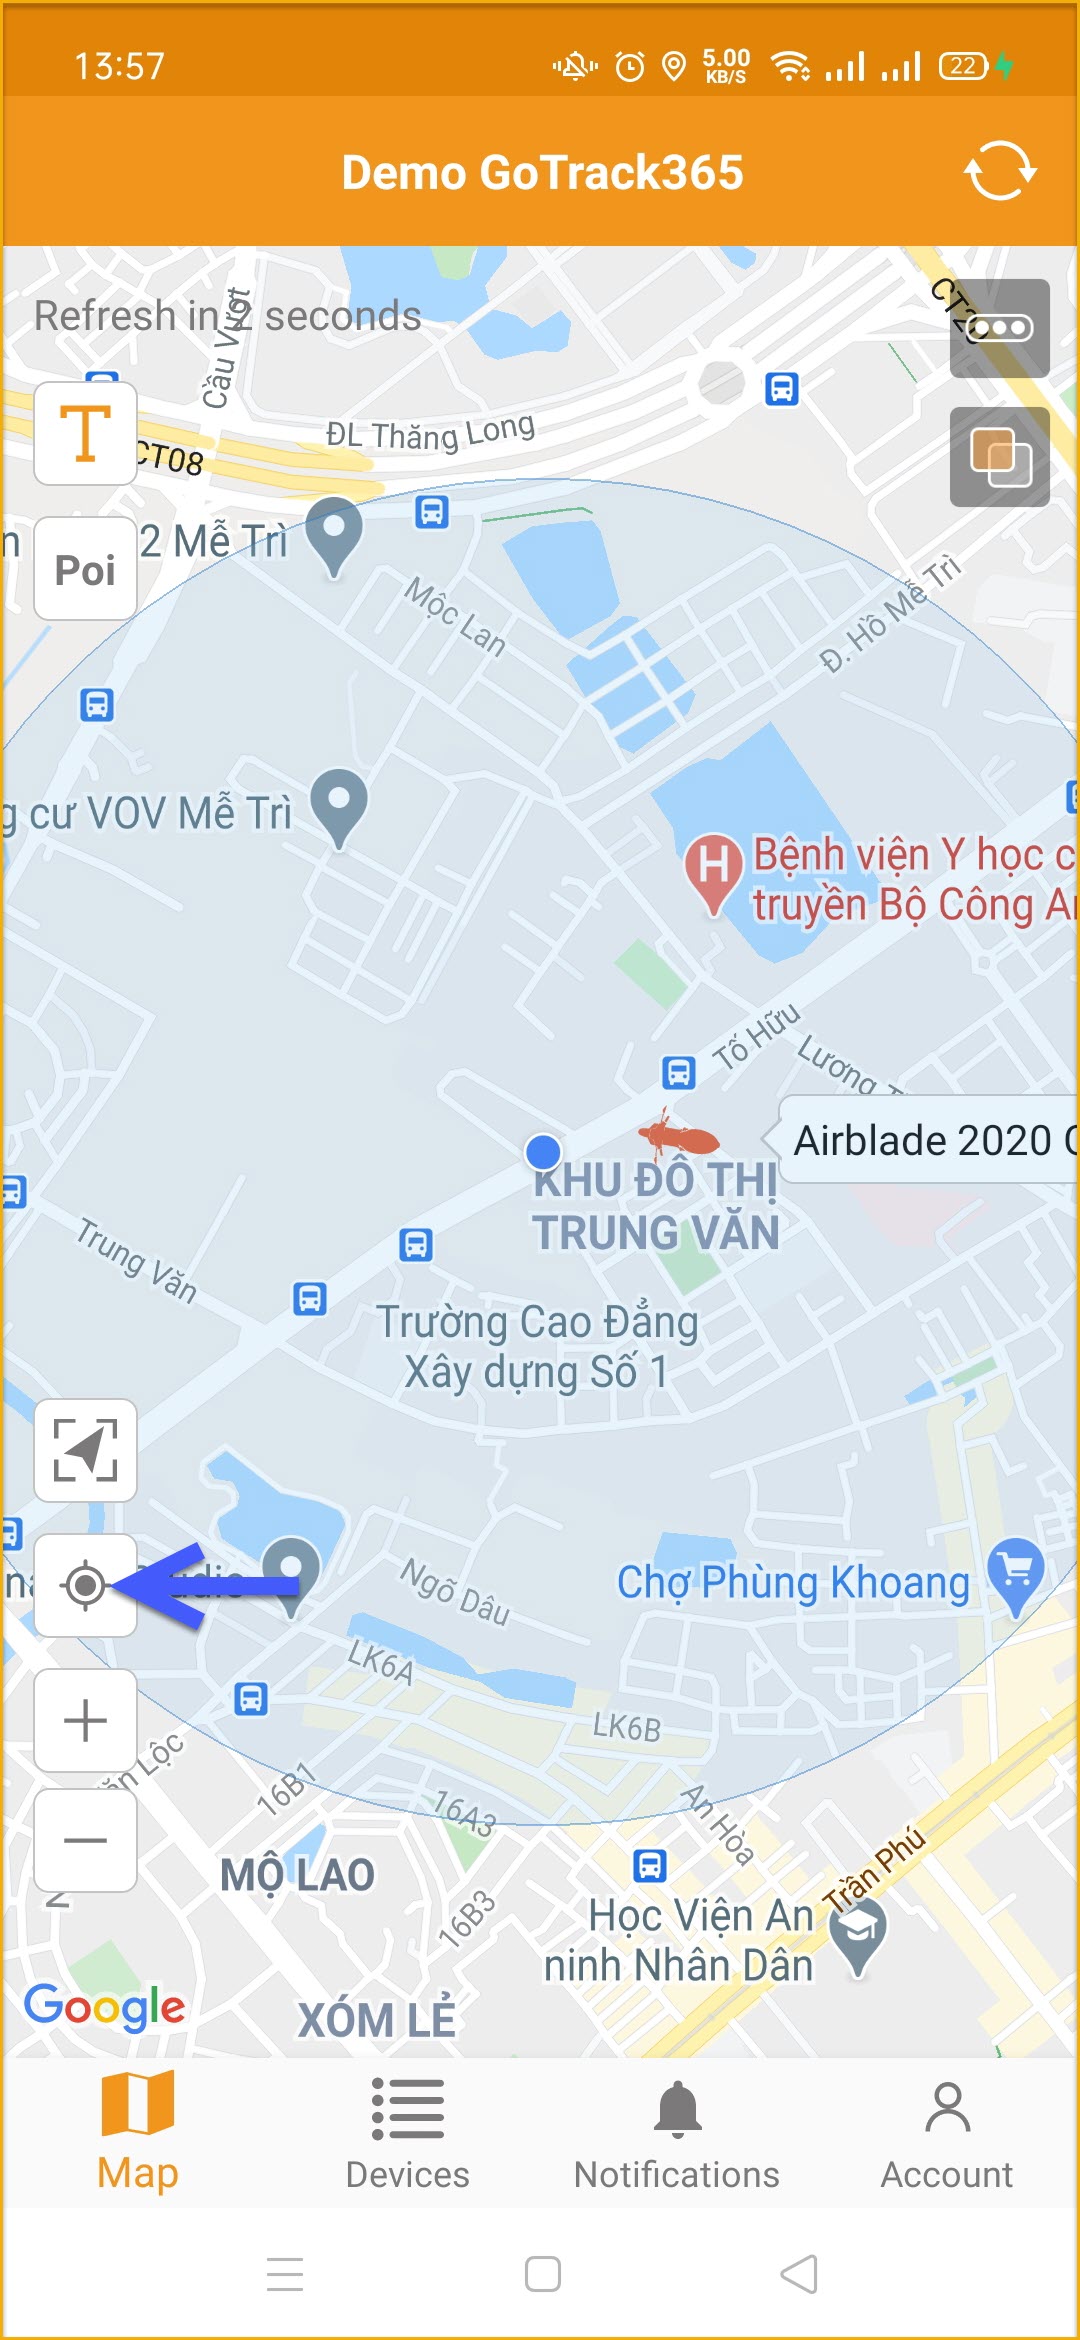 13:57
5.00
KB/S
22
Demo GoTrack365
Refresh in 2 seconds
Cầu Vượt
CT20
T
ĐL Thăng Long
CT08
Poi
n
2 Mễ Trì
Mộc Lan
Đ. Hồ Mễ Trì
g cư VOV Mễ Trì
H
Bệnh viện Y học c
truyền Bộ Công A
Tố Hữu
Lương T
Airblade 2020
KHU ĐÔ THỊ
TRUNG VĂN
Trung Văn
Trường Cao Đẳng
Xây dựng Số 1
Ngõ Dâu
Chợ Phùng Khoang
LK6A
LK6B
ăn Lộc
16B1
16A3
An Hòa
Trần Phú
MỘ LAO
16B3
Học Viện An
ninh Nhân Dân
Google
XÓM LẺ
Map
Devices
Notifications
Account